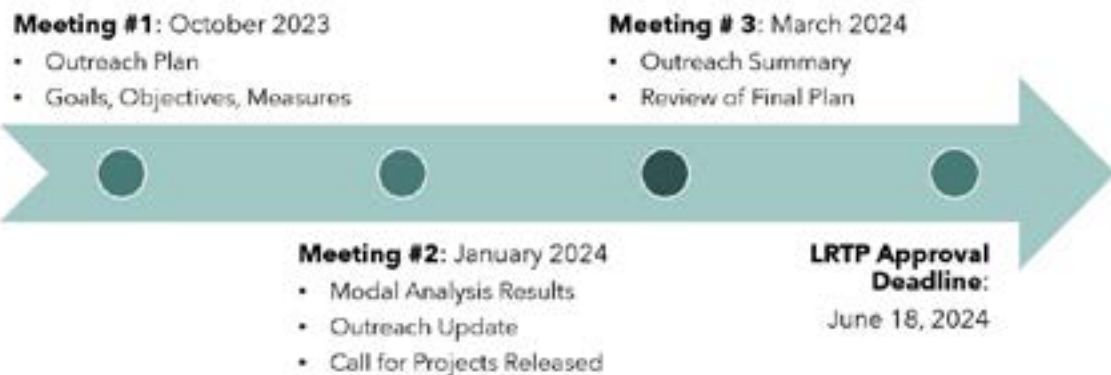 Meeting #1: October 2023
• Outreach Plan
• Goals, Objectives, Measures
Meeting # 3: March 2024
• Outreach Summary
• Review of Final Plan
Meeting #2: January 2024
• Modal Analysis Results
• Outreach Update
• Call for Projects Released
LRTP Approval
Deadline:
June 18, 2024